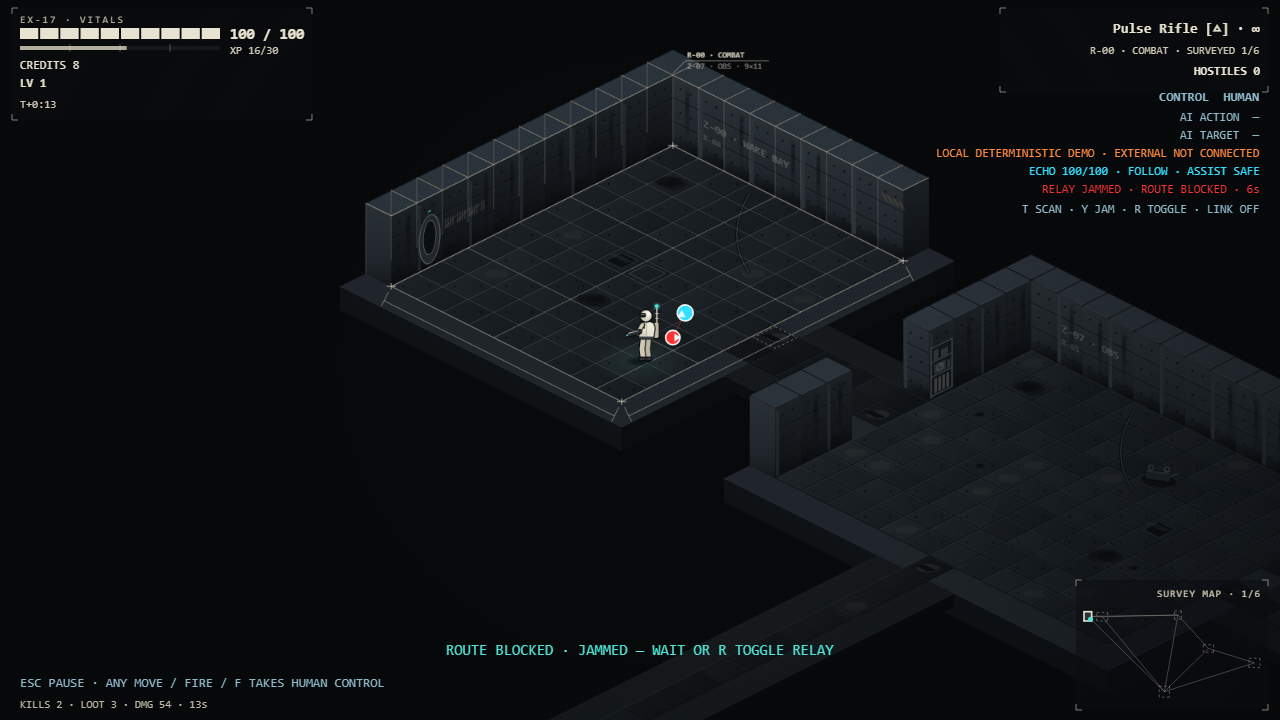 EX-17 · VITALS
100 / 100
XP 16/30
CREDITS 8
LV 1
T+0:13
R-00 · COMBAT
Z-07 · OBS · 9×11
Z-00 · WAKE BAY
Z-07 · OBS
Pulse Rifle [▲] · ∞
R-00 · COMBAT · SURVEYED 1/6
HOSTILES 0
CONTROL HUMAN
AI ACTION —
AI TARGET —
LOCAL DETERMINISTIC DEMO · EXTERNAL NOT CONNECTED
ECHO 100/100 · FOLLOW · ASSIST SAFE
RELAY JAMMED · ROUTE BLOCKED · 6s
T SCAN · Y JAM · R TOGGLE · LINK OFF
SURVEY MAP · 1/6
ROUTE BLOCKED · JAMMED — WAIT OR R TOGGLE RELAY
ESC PAUSE · ANY MOVE / FIRE / F TAKES HUMAN CONTROL
KILLS 2 · LOOT 3 · DMG 54 · 13s